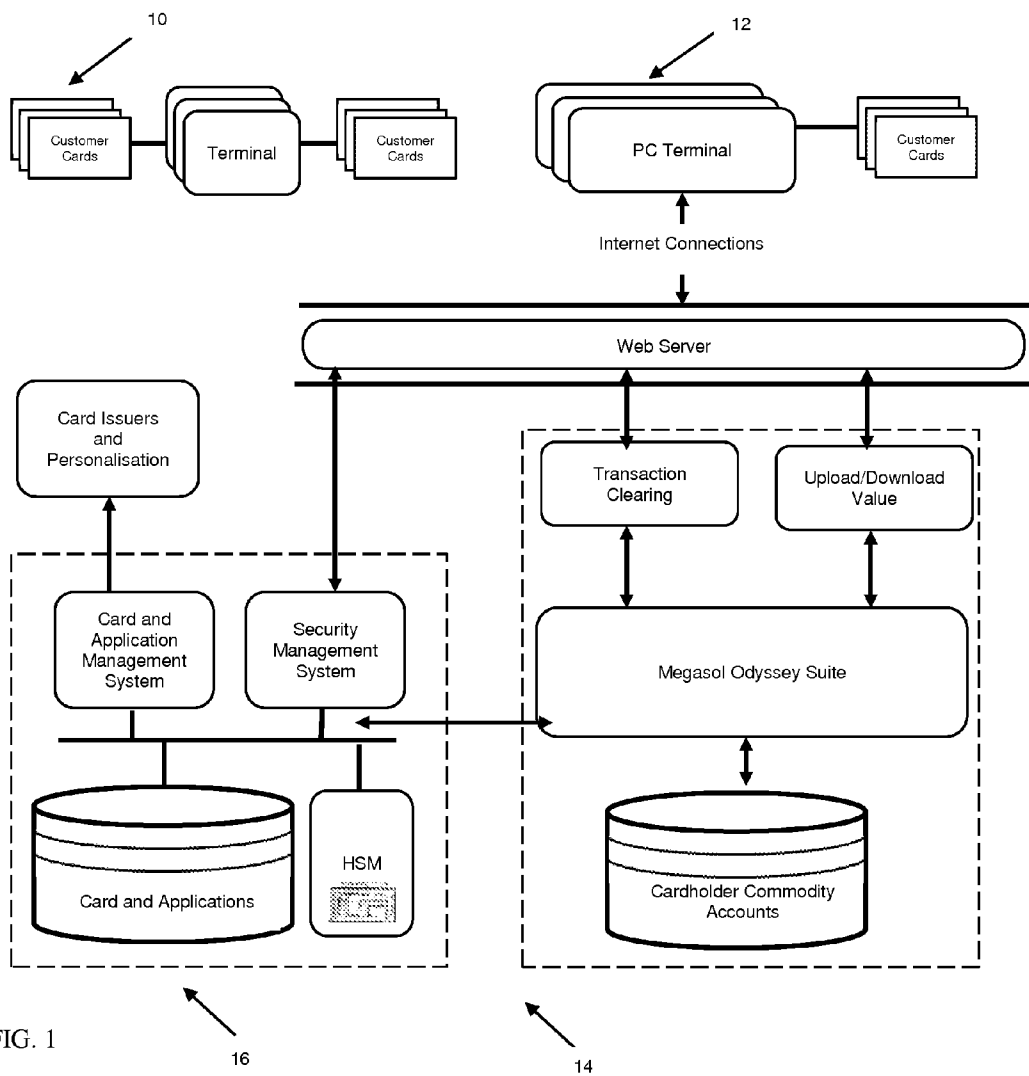 10
12
Customer
Cards
Terminal
Customer
Cards
PC Terminal
Customer
Cards
Internet Connections
Web Server
Card Issuers
and
Personalisation
Transaction
Clearing
Upload/Download
Value
Card and
Application
Management
System
Security
Management
System
Megasol Odyssey Suite
HSM
Card and Applications
Cardholder Commodity
Accounts
FIG. 1
16
14